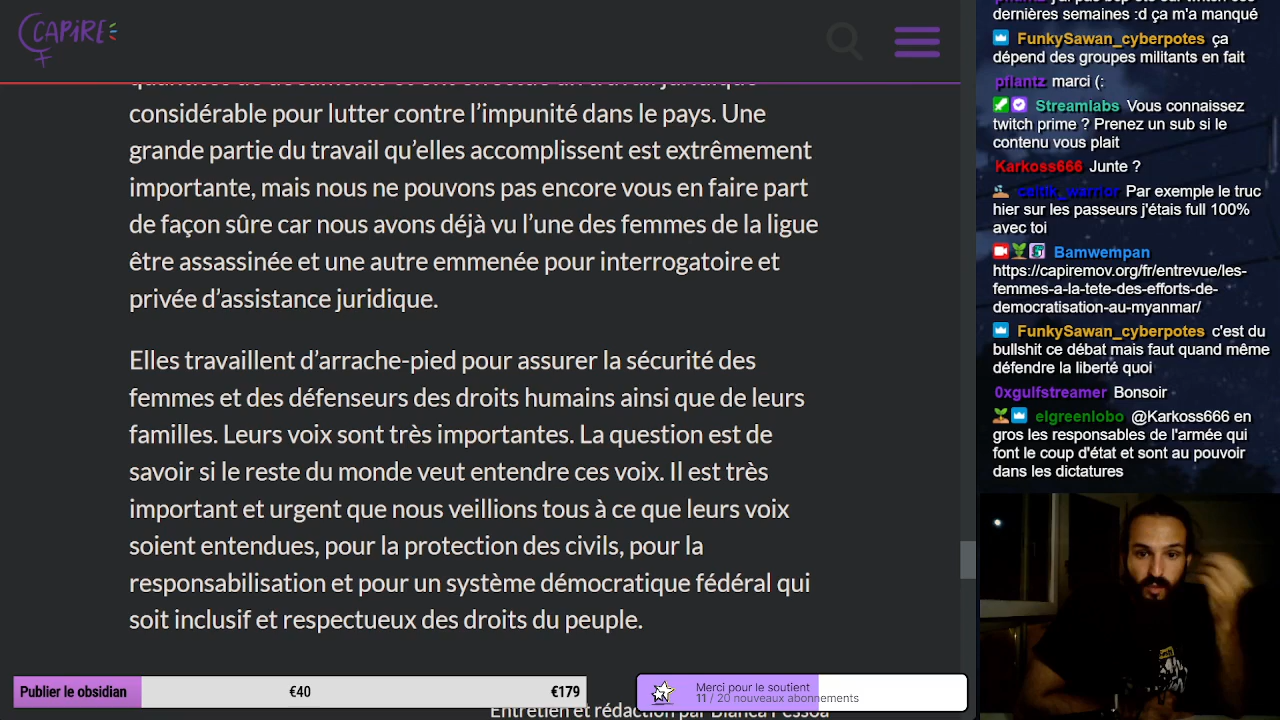 CAPIRE
considérable pour lutter contre l'impunité dans le pays. Une
grande partie du travail qu'elles accomplissent est extrêmement
importante, mais nous ne pouvons pas encore vous en faire part
de façon sûre car nous avons déjà vu l'une des femmes de la ligue
être assassinée et une autre emmenée pour interrogatoire et
privée d'assistance juridique.
Elles travaillent d'arrache-pied pour assurer la sécurité des
femmes et des défenseurs des droits humains ainsi que de leurs
familles. Leurs voix sont très importantes. La question est de
savoir si le reste du monde veut entendre ces voix. Il est très
important et urgent que nous veillions tous à ce que leurs voix
soient entendues, pour la protection des civils, pour la
responsabilisation et pour un système démocratique fédéral qui
soit inclusif et respectueux des droits du peuple.
Entretien et rédaction par Bianca Pessoa
Publier le obsidian €40 €179
Merci pour le soutient
11 / 20 nouveaux abonnements
dernières semaines :d ça m'a manqué
FunkySawan_cyberpotes ça
dépend des groupes militants en fait
pflantz marci (:
Streamlabs Vous connaissez
twitch prime ? Prenez un sub si le
contenu vous plait
Karkoss666 Junte ?
celtik_warrior Par exemple le truc
hier sur les passeurs j'étais full 100%
avec toi
Bamwempan
https://capiremov.org/fr/entrevue/les-
femmes-a-la-tete-des-efforts-de-
democratisation-au-myanmar/
FunkySawan_cyberpotes c'est du
bullshit ce débat mais faut quand même
défendre la liberté quoi
0xgulfstreamer Bonsoir
elgreenlobo @Karkoss666 en
gros les responsables de l'armée qui
font le coup d'état et sont au pouvoir
dans les dictatures